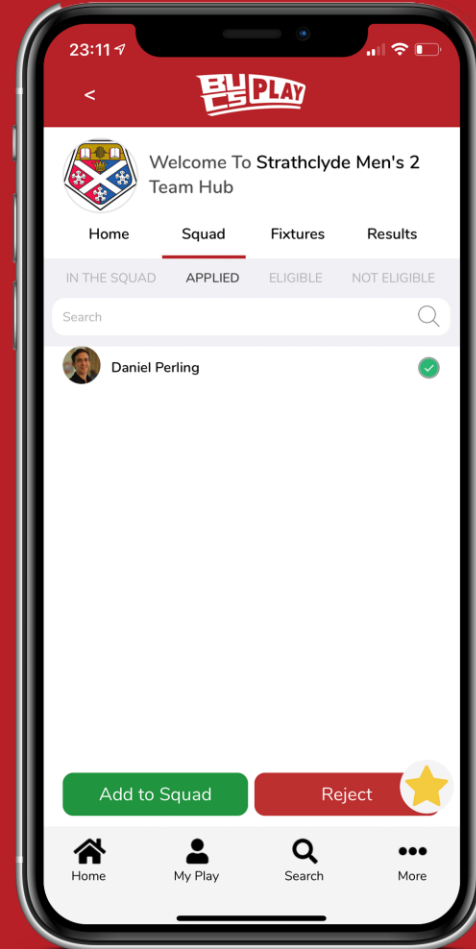 23:11
<
BUCS PLAY
Welcome To Strathclyde Men's 2
Team Hub
Home Squad Fixtures Results
IN THE SQUAD APPLIED ELIGIBLE NOT ELIGIBLE
Search
Daniel Perling
Add to Squad Reject
Home My Play Search More